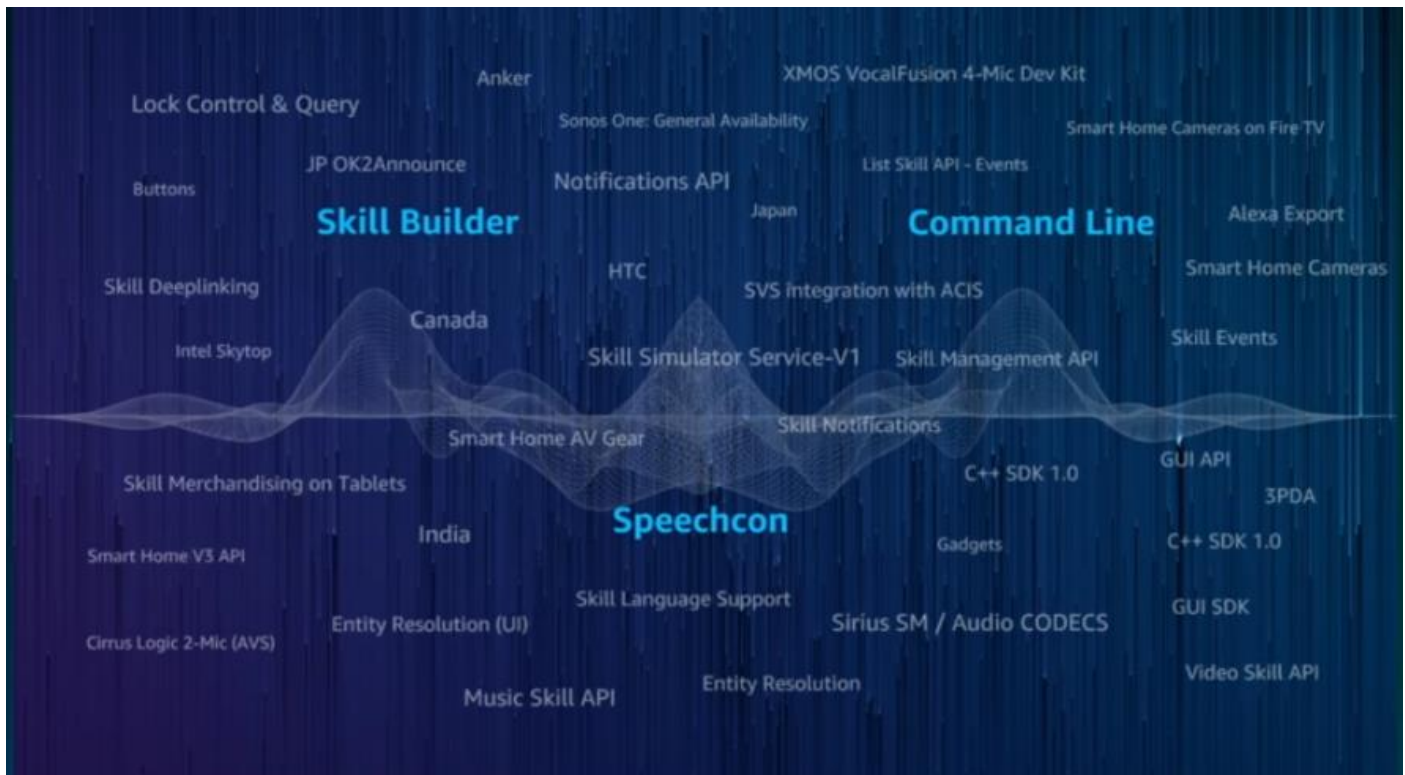 Anker
XMOS VocalFusion 4-Mic Dev Kit
Lock Control & Query
Sonos One: General Availability
Smart Home Cameras on Fire TV
JP OK2Announce
List Skill API - Events
Buttons
Notifications API
Japan
Alexa Export
Skill Builder
Command Line
HTC
Smart Home Cameras
Skill Deeplinking
SVS integration with ACIS
Canada
Skill Events
Intel Skytop
Skill Simulator Service-V1
Skill Management API
Skill Notifications
Smart Home AV Gear
GUI API
C++ SDK 1.0
Skill Merchandising on Tablets
3PDA
Speechcon
India
Gadgets
C++ SDK 1.0
Smart Home V3 API
Skill Language Support
GUI SDK
Entity Resolution (UI)
Sirius SM / Audio CODECS
Cirrus Logic 2-Mic (AVS)
Video Skill API
Entity Resolution
Music Skill API